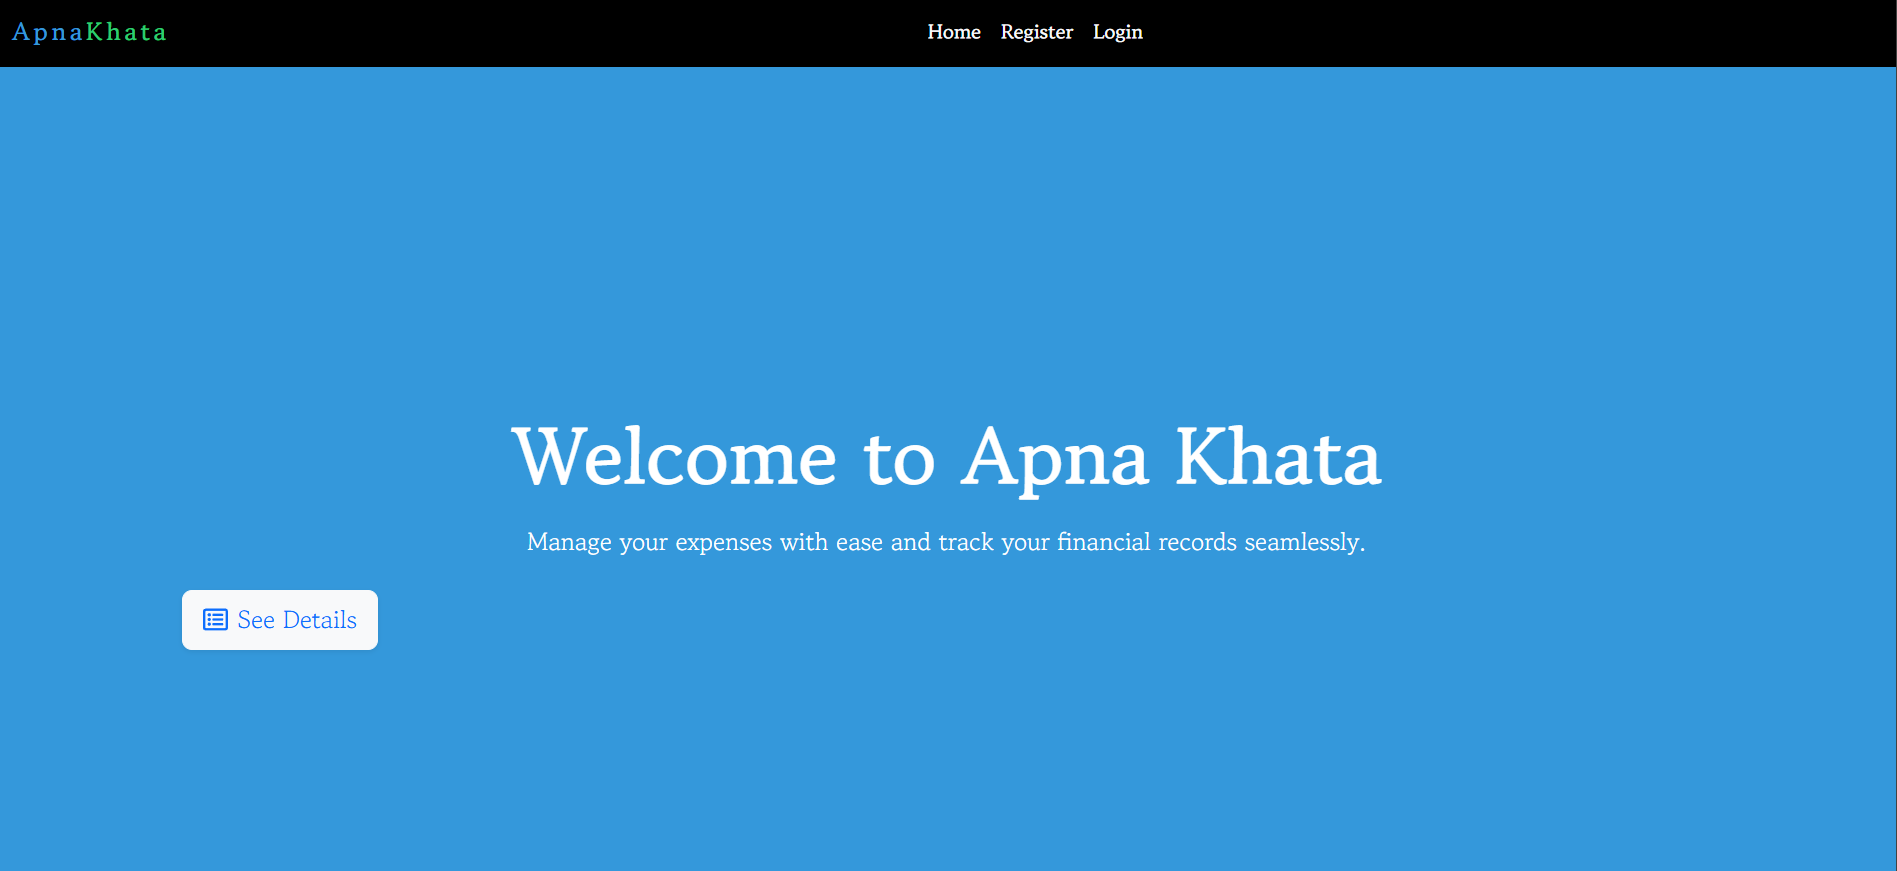 ApnaKhata
Home Register Login
Welcome to Apna Khata
Manage your expenses with ease and track your financial records seamlessly.
See Details